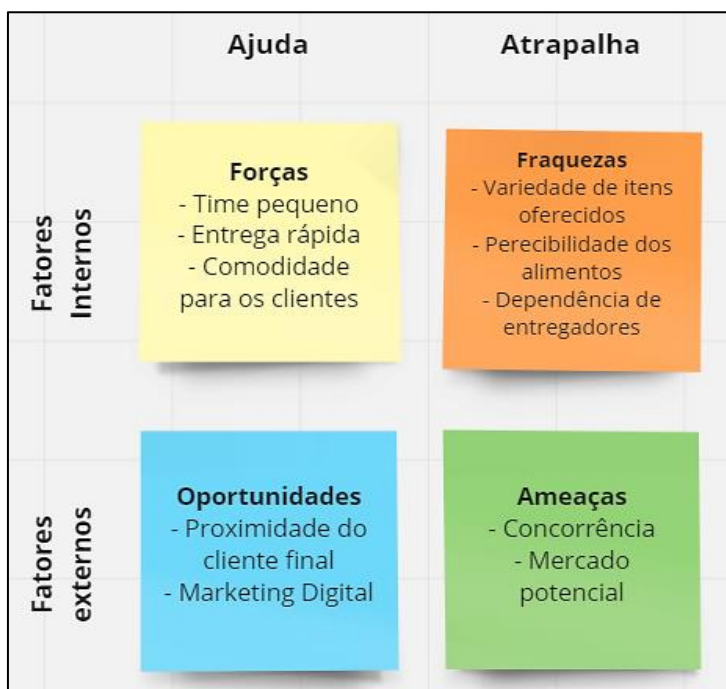 Ajuda
Atrapalha
Fatores
Internos
Forças
- Time pequeno
- Entrega rápida
- Comodidade
para os clientes
Fraquezas
- Variedade de itens
oferecidos
- Perecibilidade dos
alimentos
- Dependência de
entregadores
Fatores
externos
Oportunidades
- Proximidade do
cliente final
- Marketing Digital
Ameaças
- Concorrência
- Mercado
potencial